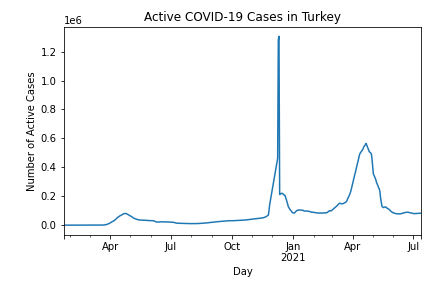 Active COVID-19 Cases in Turkey
1e6
1.2
1.0
0.8
0.6
0.4
0.2
0.0
Number of Active Cases
Apr Jul Oct Jan Apr Jul
2021
Day